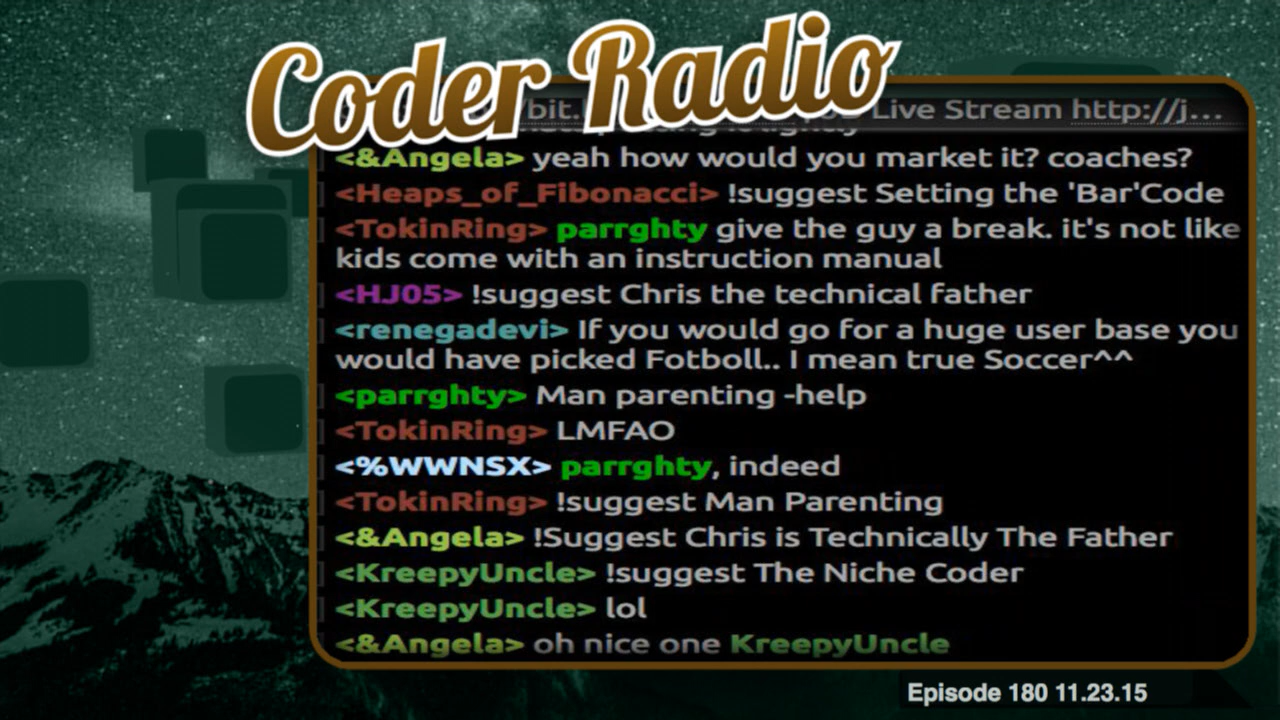 Coder Radio
/bit. Live Stream http://j...
<&Angela> yeah how would you market it? coaches?
<Heaps_of_Fibonacci> !suggest Setting the 'Bar'Code
<TokinRing> parrghty give the guy a break. it's not like
kids come with an instruction manual
<HJ05> !suggest Chris the technical father
<renegadevi> If you would go for a huge user base you
would have picked Fotboll.. I mean true Soccer^^
<parrghty> Man parenting -help
<TokinRing> LMFAO
<%WWNSX> parrghty, indeed
<TokinRing> !suggest Man Parenting
<&Angela> !Suggest Chris is Technically The Father
<KreepyUncle> !suggest The Niche Coder
<KreepyUncle> lol
<&Angela> oh nice one KreepyUncle
Episode 180 11.23.15